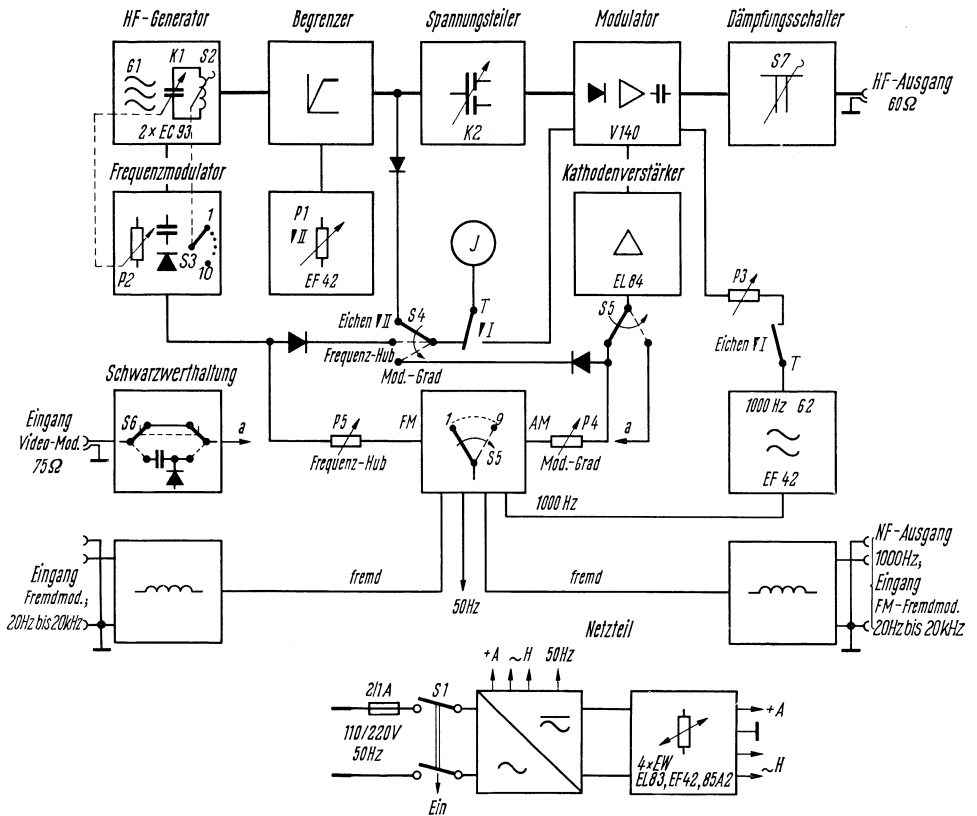 HF-Generator
Begrenzer
Spannungsteiler
Modulator
Dämpfungsschalter
G1
K1
S2
2 × EC 93
K2
V140
S7
HF-Ausgang
60Ω
Frequenzmodulator
P2
S3
1
10
P1
▼II
EF 42
J
Kathodenverstärker
EL 84
P3
Eichen ▼II
S4
T
▼I
S5
Frequenz-Hub
Mod.-Grad
Eichen ▼I
T
Schwarzwerthaltung
Eingang
Video-Mod.
75Ω
S6
a
P5
Frequenz-Hub
FM
1
9
S5
AM
P4
Mod.-Grad
a
1000 Hz G2
EF 42
1000 Hz
Eingang
Fremdmod.;
20Hz bis 20kHz
fremd
50Hz
fremd
NF-Ausgang
1000Hz;
Eingang
FM-Fremdmod.
20Hz bis 20kHz
Netzteil
+A
~H
50Hz
2/1A
S1
110/220V
50Hz
Ein
4×EW
EL83, EF42, 85A2
+A
~H